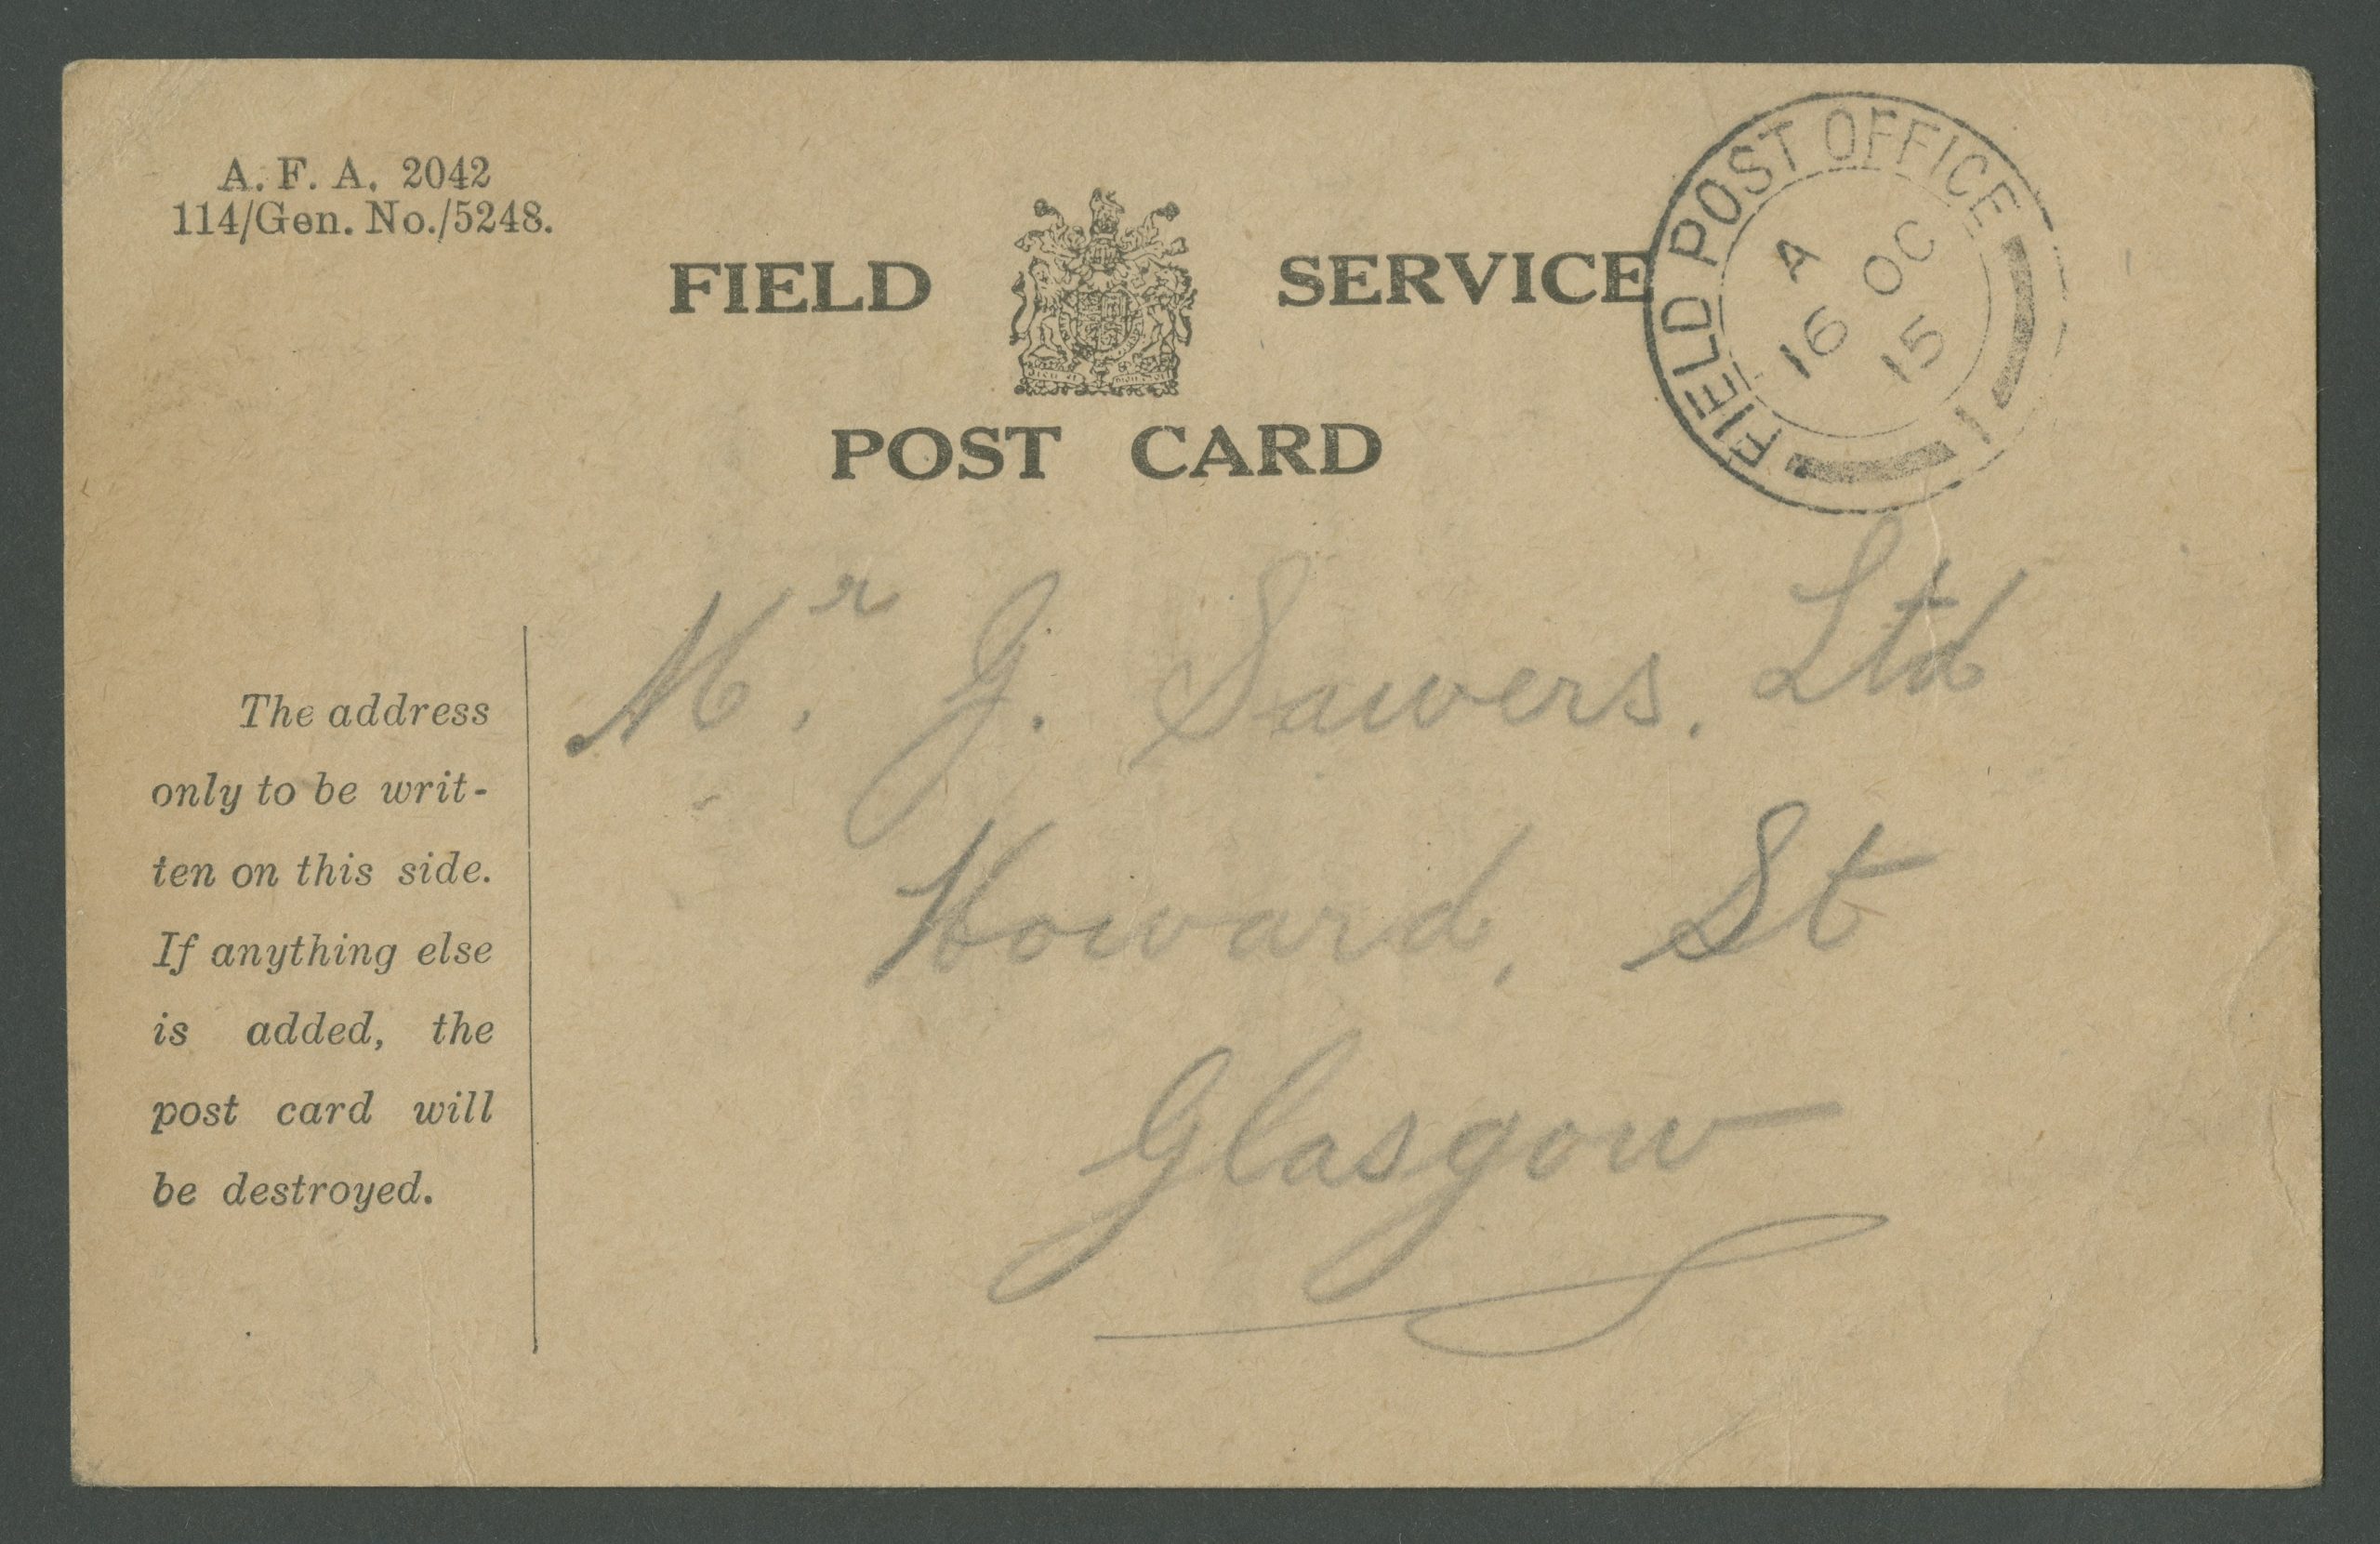 A. F. A. 2042
114/Gen. No./5248.
FIELD SERVICE
POST CARD
FIELD POST OFFICE
A
16 OC
15
1
Mr. J. Sawers. Ltd
Howard, St
Glasgow
The address
only to be writ-
ten on this side.
If anything else
is added, the
post card will
be destroyed.